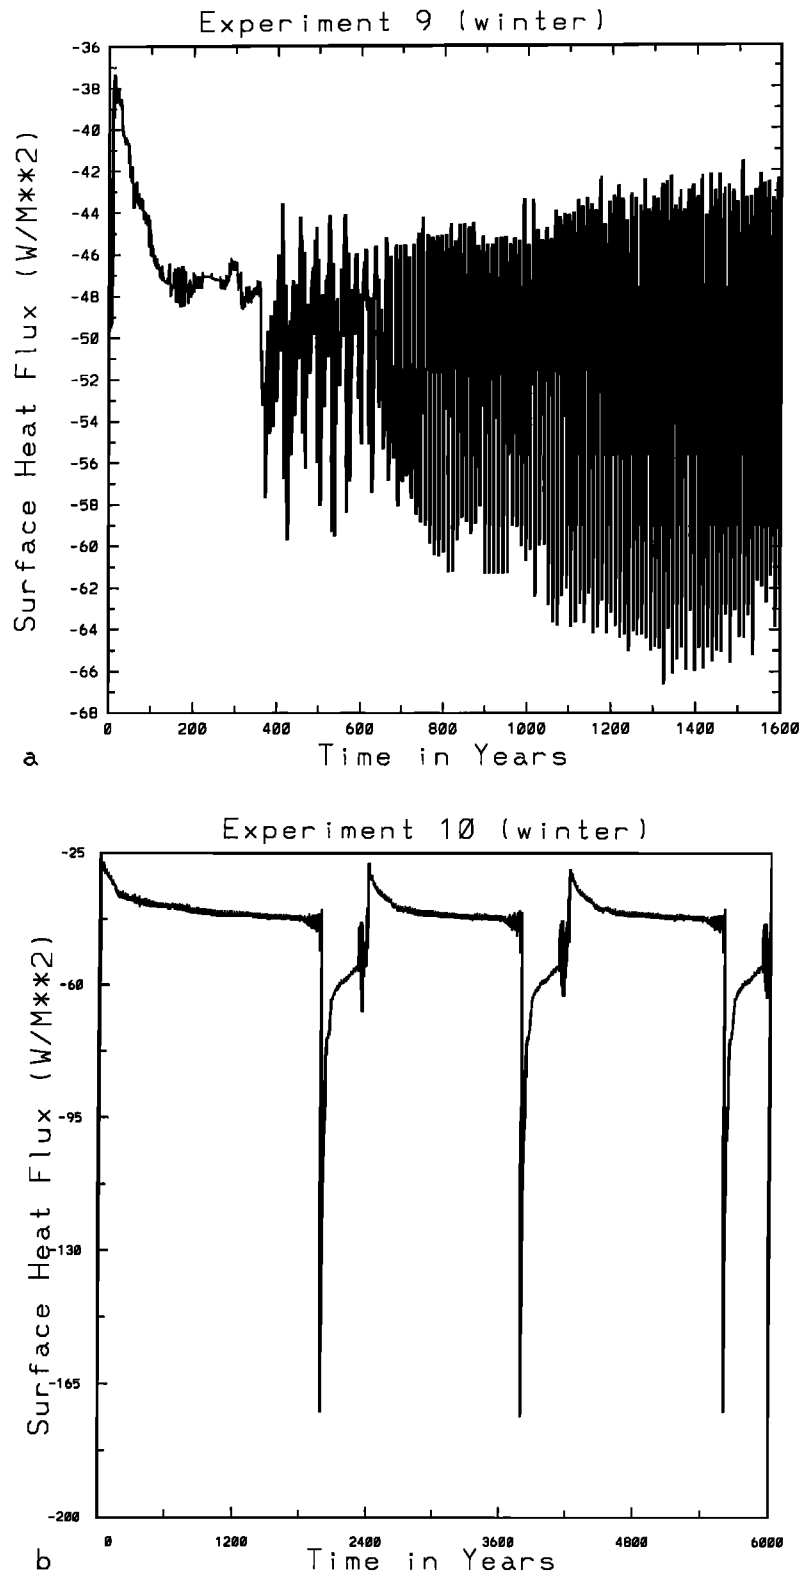 Experiment 9 (winter)
-36
-38
-40
-42
-44
-46
-48
-50
-52
-54
-56
-58
-60
-62
-64
-66
-68
Surface Heat Flux (W/M**2)
0 200 400 600 800 1000 1200 1400 1600
Time in Years
a
Experiment 10 (winter)
-25
-60
-95
-130
-165
-200
Surface Heat Flux (W/M**2)
0 1200 2400 3600 4800 6000
Time in Years
b